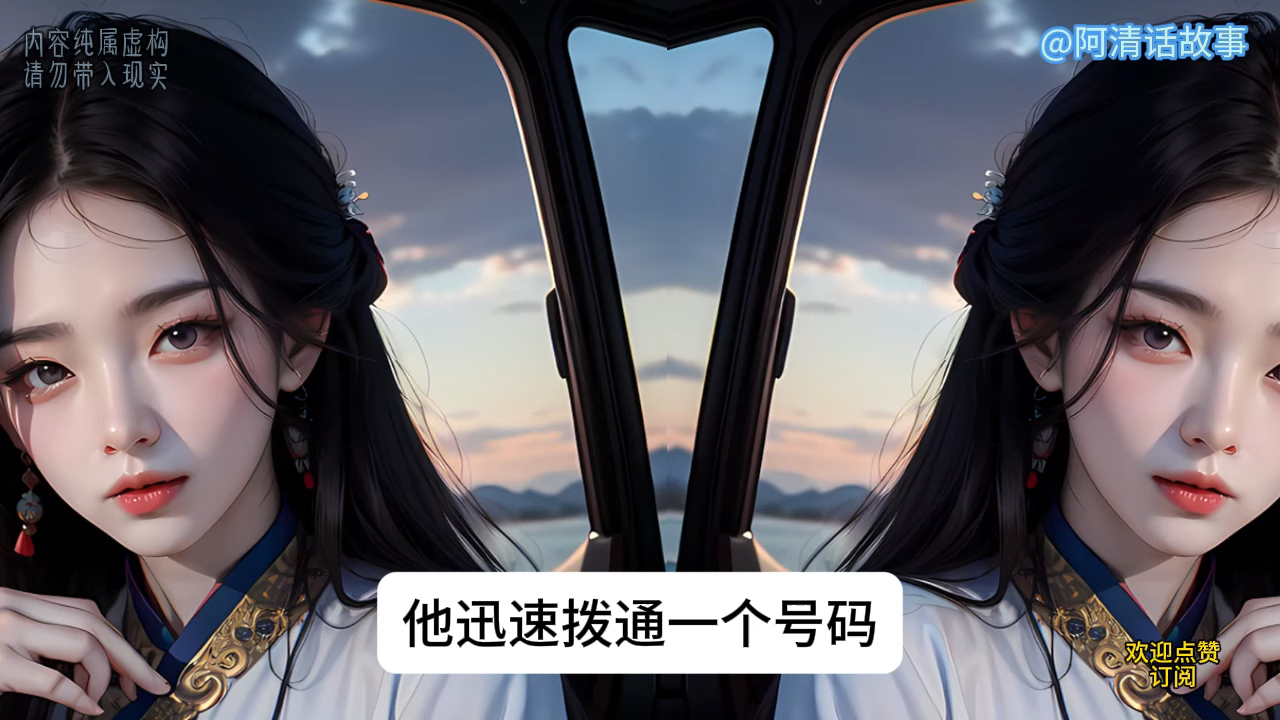 内容纯属虚构
请勿带入现实
@阿清话故事
他迅速拨通一个号码
欢迎点赞
订阅